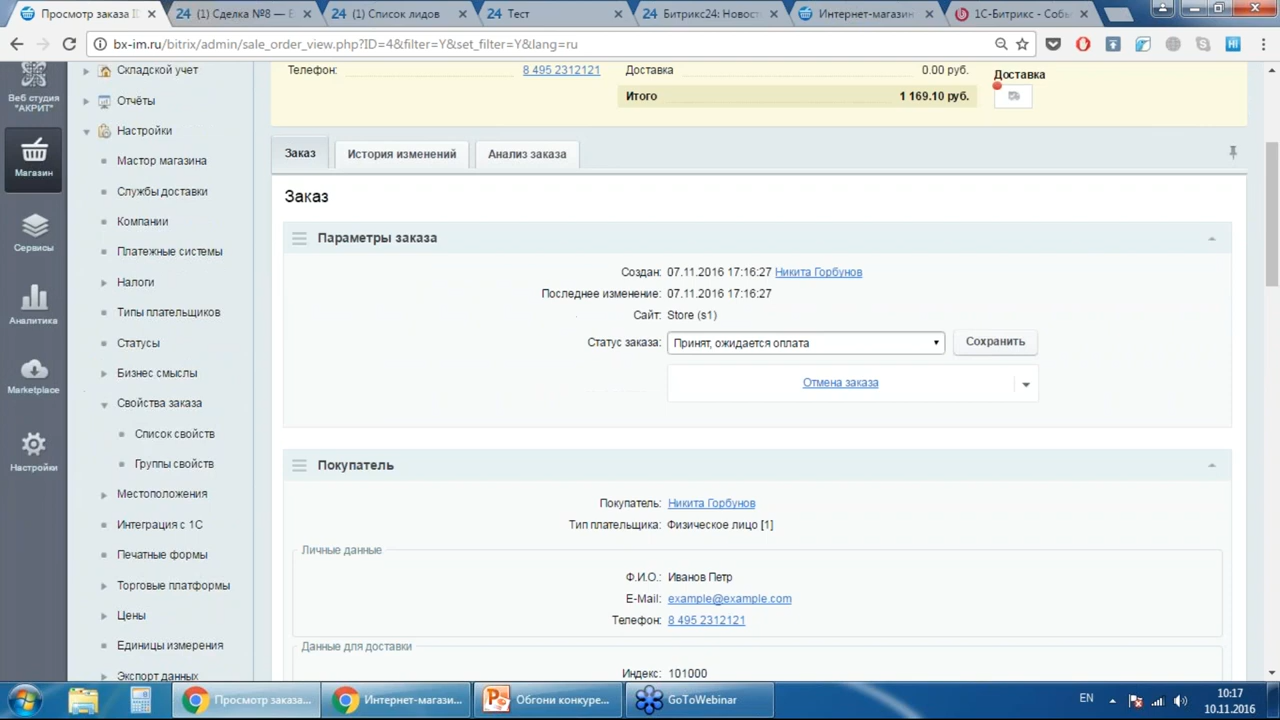 Просмотр заказа I
24 (1) Сделка №8 — Е
24 (1) Список лидов
24 Тест
24 Битрикс24: Новост
Интернет-магазин
1С-Битрикс - Собы
bx-im.ru/bitrix/admin/sale_order_view.php?ID=4&filter=Y&set_filter=Y&lang=ru
Hi
Веб студия
"АКРИТ"
Магазин
Сервисы
Аналитика
Marketplace
Настройки
Складской учет
Отчёты
Настройки
Мастор магазина
Службы доставки
Компании
Платежные системы
Налоги
Типы плательщиков
Статусы
Бизнес смыслы
Свойства заказа
Список свойств
Группы свойств
Местоположения
Интеграция с 1С
Печатные формы
Торговые платформы
Цены
Единицы измерения
Экспорт данных
Телефон: 8 495 2312121
Доставка 0.00 руб.
Итого 1 169.10 руб.
Доставка
Заказ
История изменений
Анализ заказа
Заказ
Параметры заказа
Создан: 07.11.2016 17:16:27 Никита Горбунов
Последнее изменение: 07.11.2016 17:16:27
Сайт: Store (s1)
Статус заказа: Принят, ожидается оплата Сохранить
Отмена заказа
Покупатель
Покупатель: Никита Горбунов
Тип плательщика: Физическое лицо [1]
Личные данные
Ф.И.О.: Иванов Петр
E-Mail: example@example.com
Телефон: 8 495 2312121
Данные для доставки
Индекс: 101000
Просмотр заказа...
Интернет-магази...
Обгони конкуре...
GoToWebinar
EN
10:17
10.11.2016